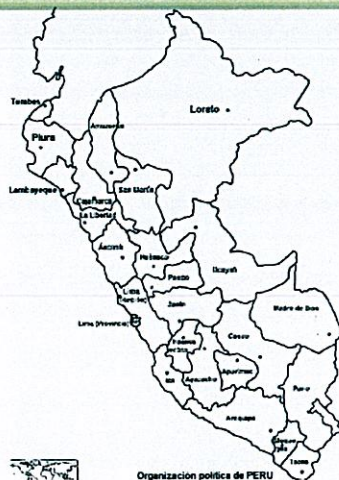 Tumbes
Loreto
Piura
Amazonas
Lambayeque
San Martín
Cajamarca
La Libertad
Ancash
Huánuco
Ucayali
Pasco
Lima
Junín
Madre de Dios
Lima (Provincia)
Cusco
Ica
Ayacucho
Apurímac
Puno
Arequipa
Tacna
Organización política de PERU